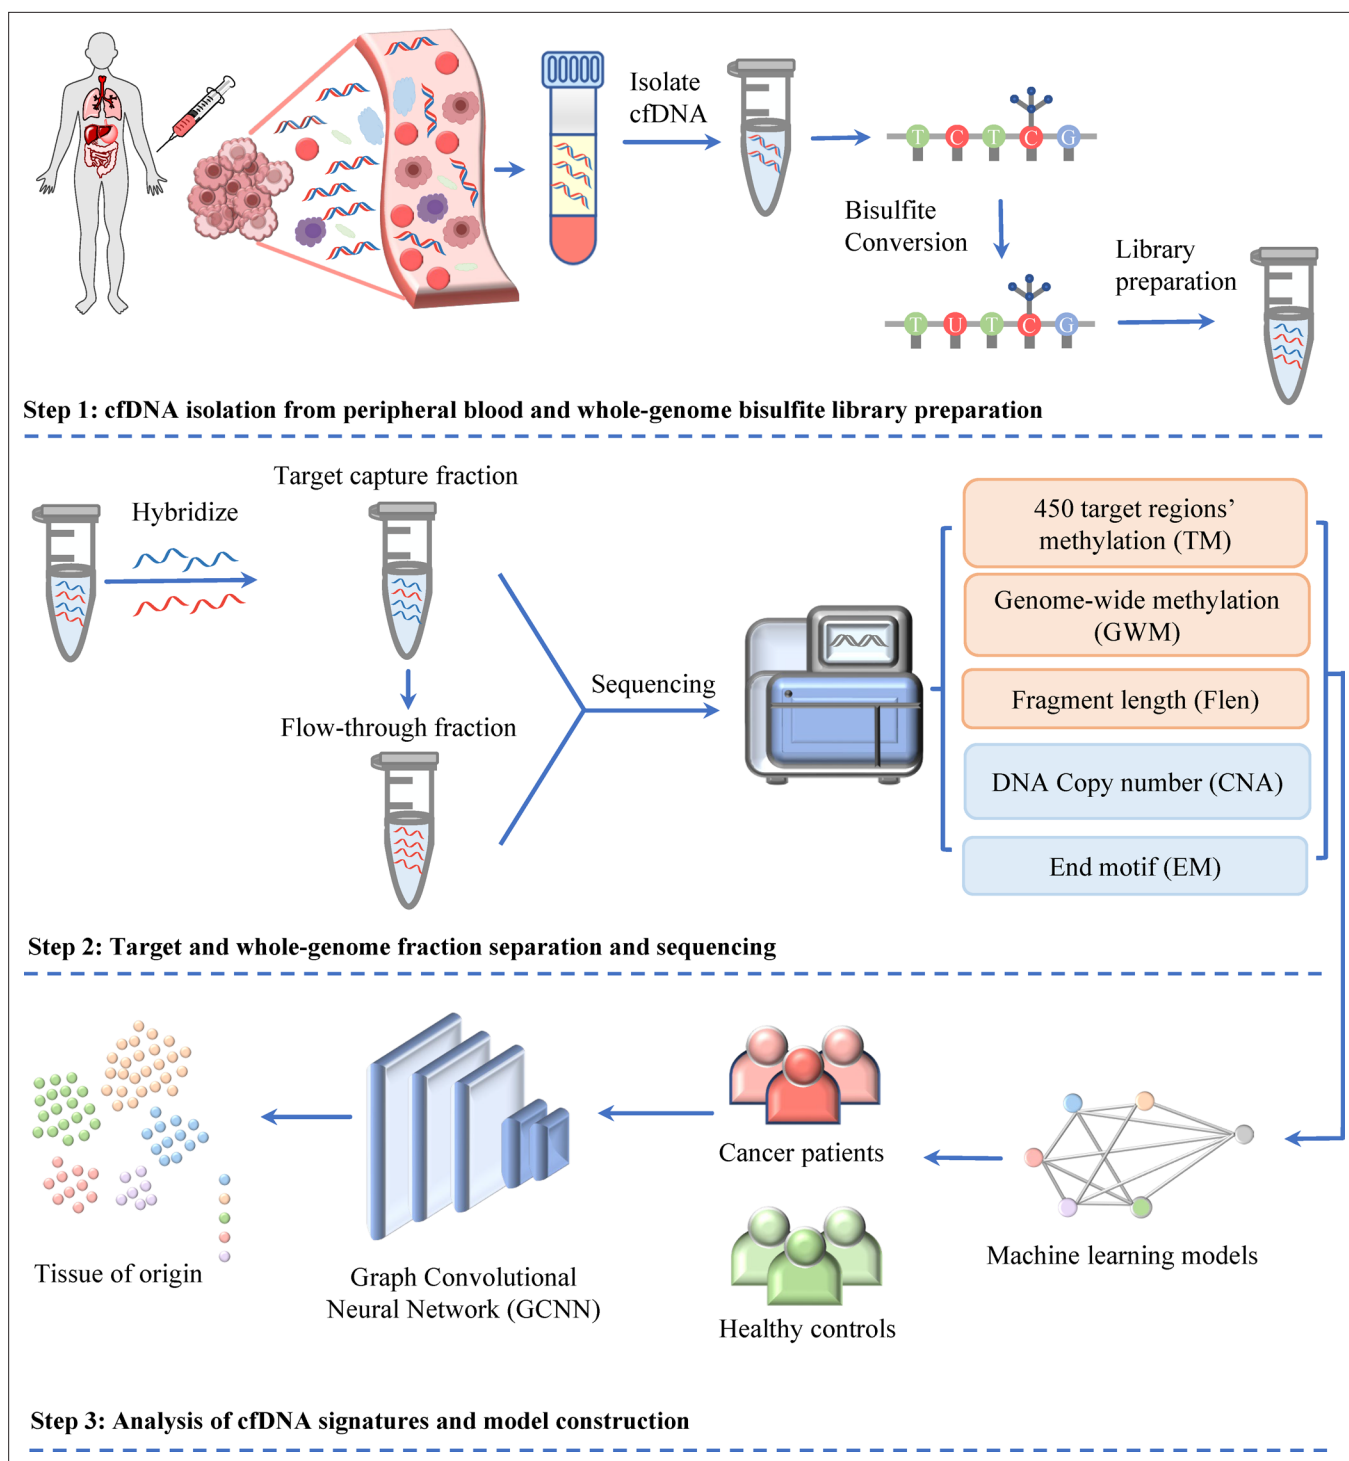 Isolate
cfDNA
T C T C G
Bisulfite
Conversion
Library
preparation
T U T C G
Step 1: cfDNA isolation from peripheral blood and whole-genome bisulfite library preparation
Target capture fraction
Hybridize
Flow-through fraction
Sequencing
450 target regions’
methylation (TM)
Genome-wide methylation
(GWM)
Fragment length (Flen)
DNA Copy number (CNA)
End motif (EM)
Step 2: Target and whole-genome fraction separation and sequencing
Tissue of origin
Graph Convolutional
Neural Network (GCNN)
Cancer patients
Healthy controls
Machine learning models
Step 3: Analysis of cfDNA signatures and model construction